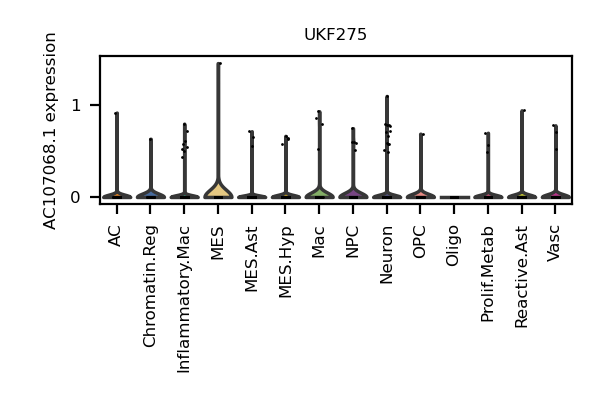 UKF275
AC107068.1 expression
1
0
AC
Chromatin.Reg
Inflammatory.Mac
MES
MES.Ast
MES.Hyp
Mac
NPC
Neuron
OPC
Oligo
Prolif.Metab
Reactive.Ast
Vasc